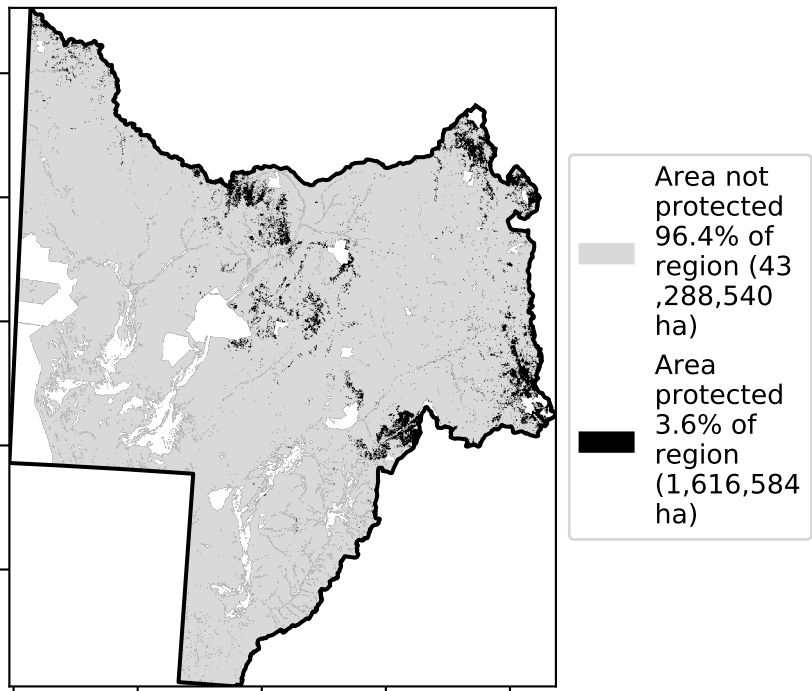 Area not
protected
96.4% of
region (43
,288,540
ha)
Area
protected
3.6% of
region
(1,616,584
ha)